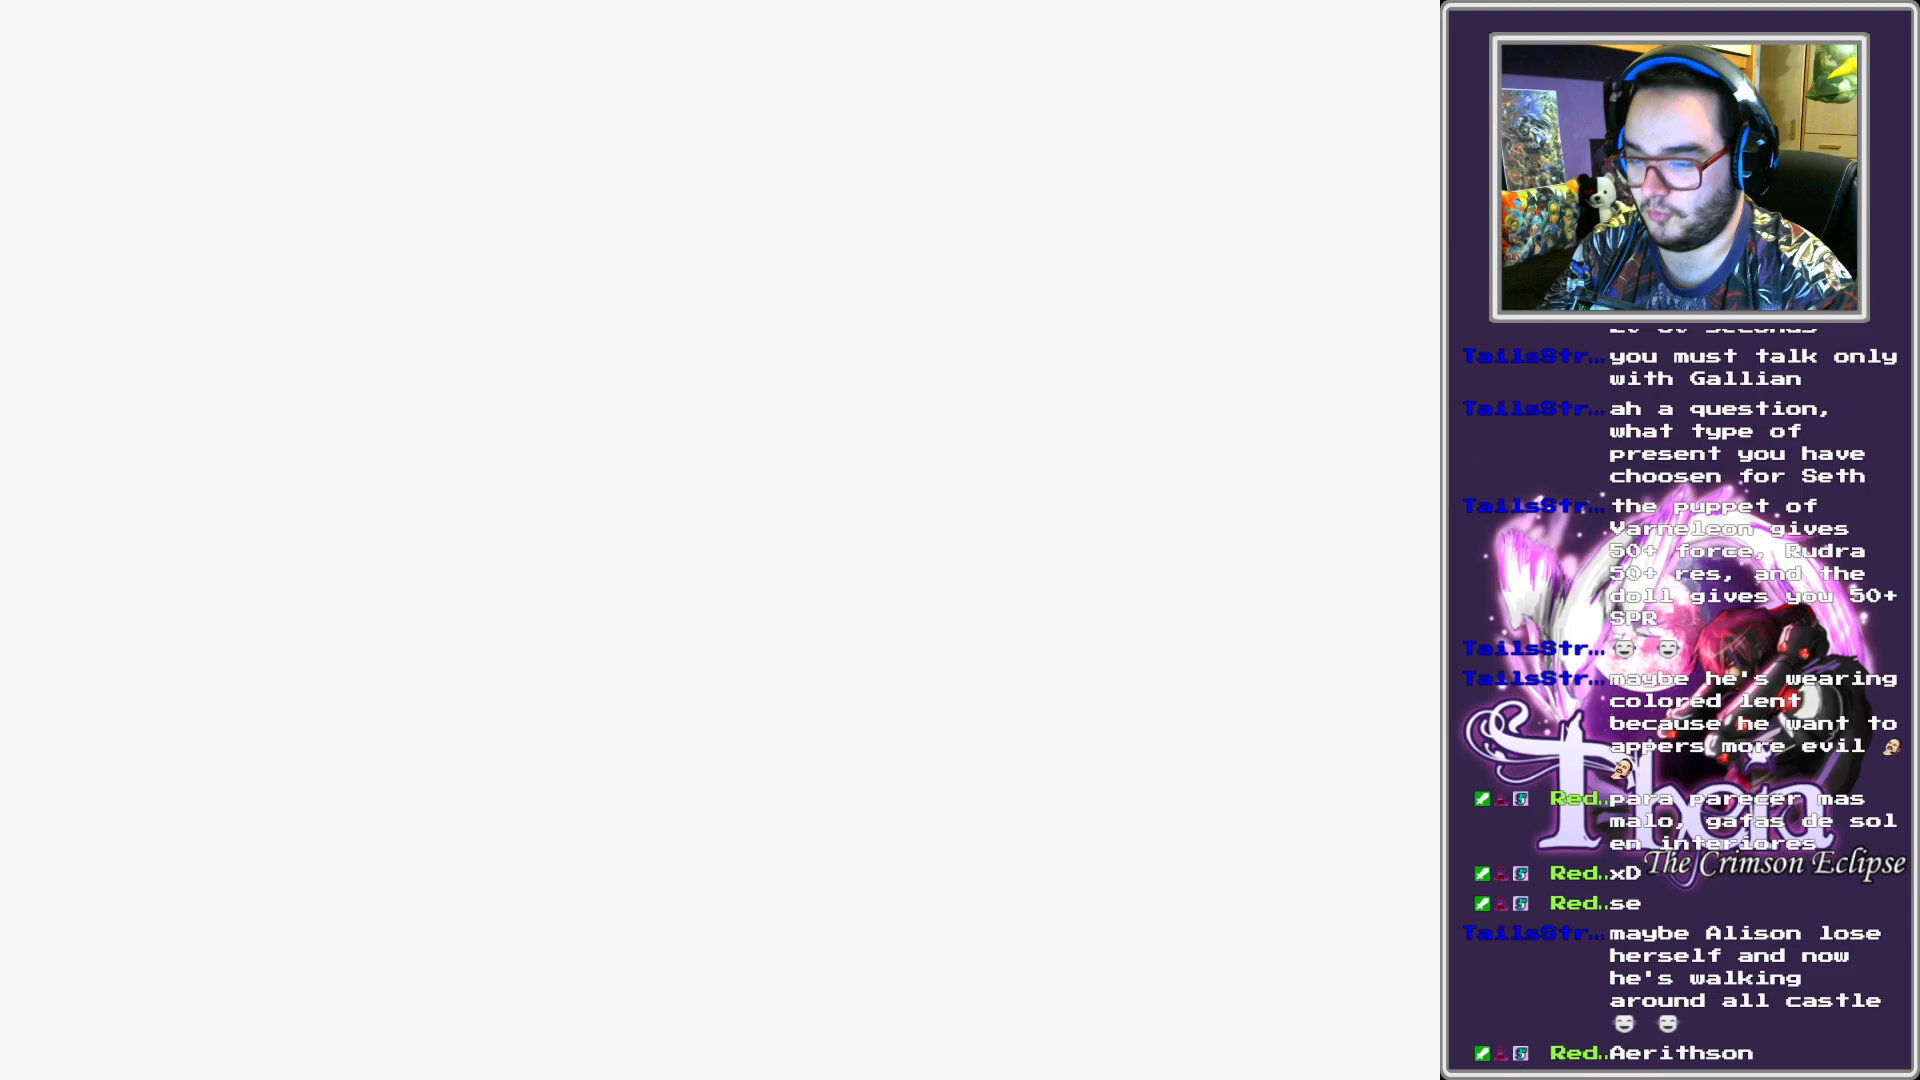 TailsStr... you must talk only
with Gallian
TailsStr... ah a question,
what type of
present you have
choosen for Seth
TailsStr... the puppet of
Varneleon gives
50+ force, Rudra
50+ res, and the
doll gives you 50+
SPR
TailsStr...
TailsStr... maybe he's wearing
colored lent
because he want to
appers more evil
Red.. para parecer mas
malo, gafas de sol
en interiores
Red.. xD
Red.. se
TailsStr... maybe Alison lose
herself and now
he's walking
around all castle
Red.. Aerithson
Theia
The Crimson Eclipse